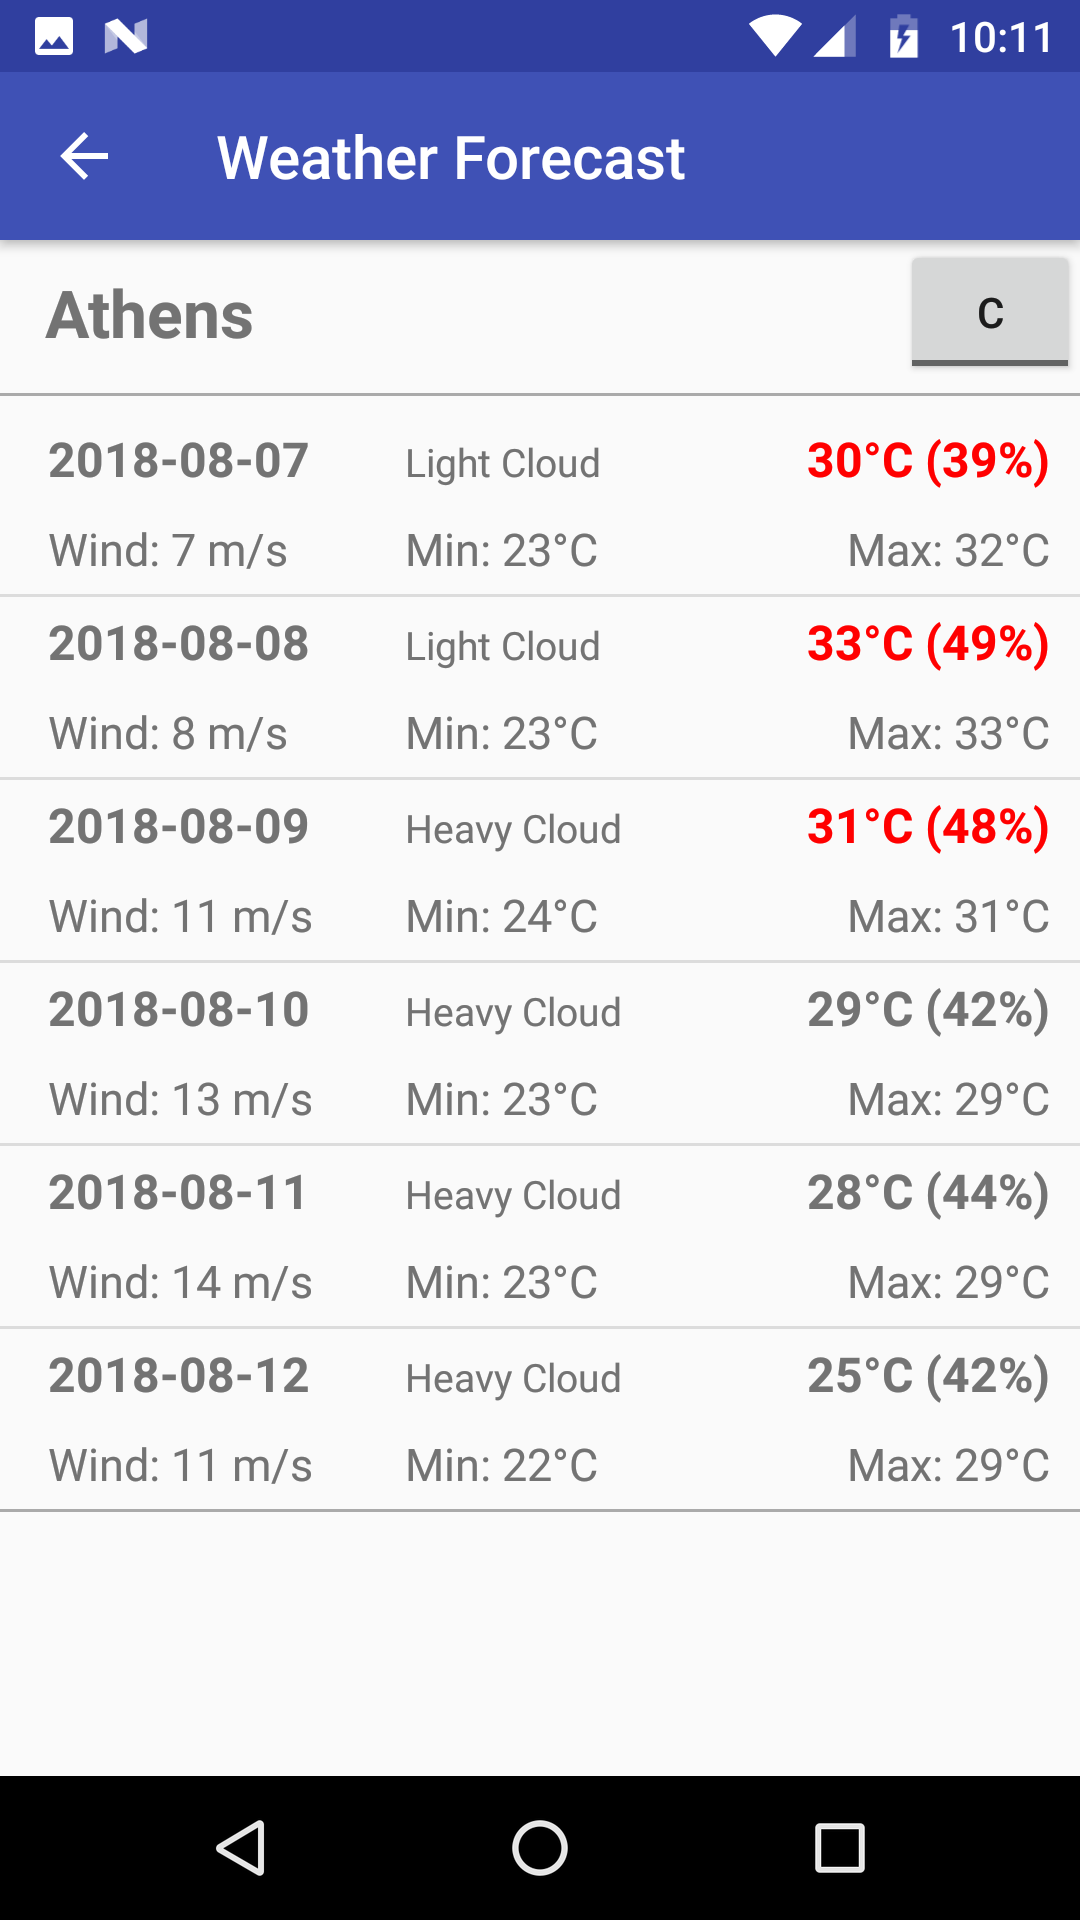 10:11
Weather Forecast
Athens
C
2018-08-07 Light Cloud 30°C (39%)
Wind: 7 m/s Min: 23°C Max: 32°C
2018-08-08 Light Cloud 33°C (49%)
Wind: 8 m/s Min: 23°C Max: 33°C
2018-08-09 Heavy Cloud 31°C (48%)
Wind: 11 m/s Min: 24°C Max: 31°C
2018-08-10 Heavy Cloud 29°C (42%)
Wind: 13 m/s Min: 23°C Max: 29°C
2018-08-11 Heavy Cloud 28°C (44%)
Wind: 14 m/s Min: 23°C Max: 29°C
2018-08-12 Heavy Cloud 25°C (42%)
Wind: 11 m/s Min: 22°C Max: 29°C